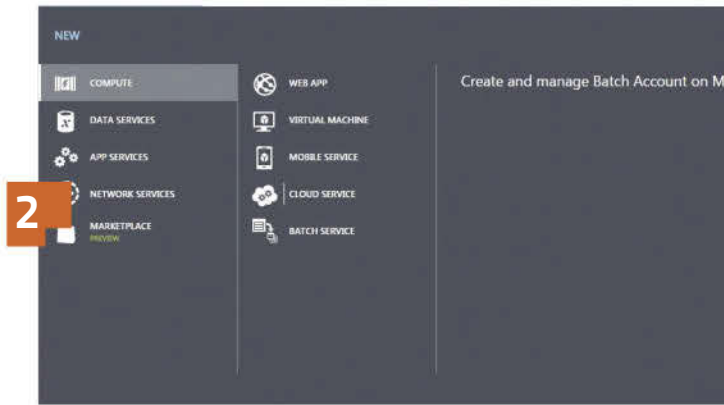 NEW
COMPUTE
DATA SERVICES
APP SERVICES
NETWORK SERVICES
MARKETPLACE
PREVIEW
2
WEB APP
VIRTUAL MACHINE
MOBILE SERVICE
CLOUD SERVICE
BATCH SERVICE
Create and manage Batch Account on M